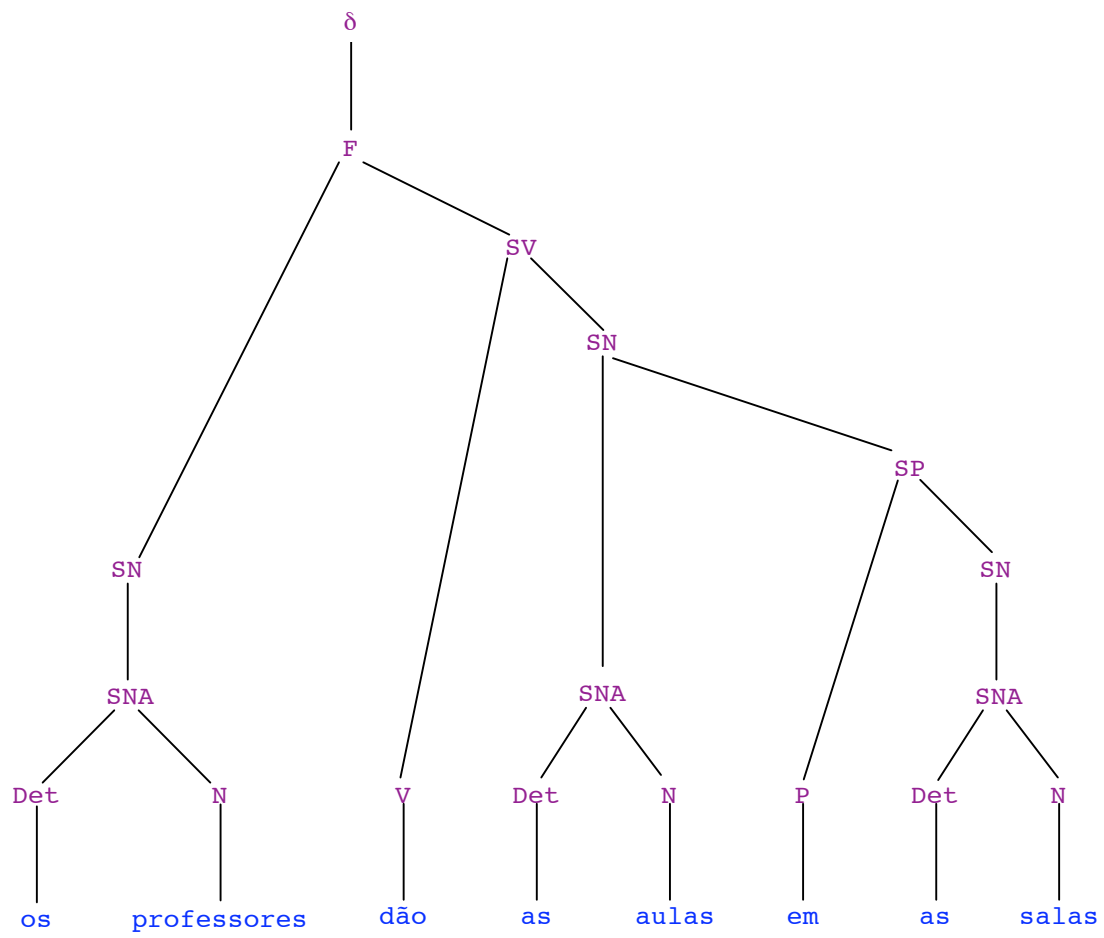 δ
F
SV
SN
SP
SN SN
SNA SNA SNA
Det N V Det N P Det N
os professores dão as aulas em as salas